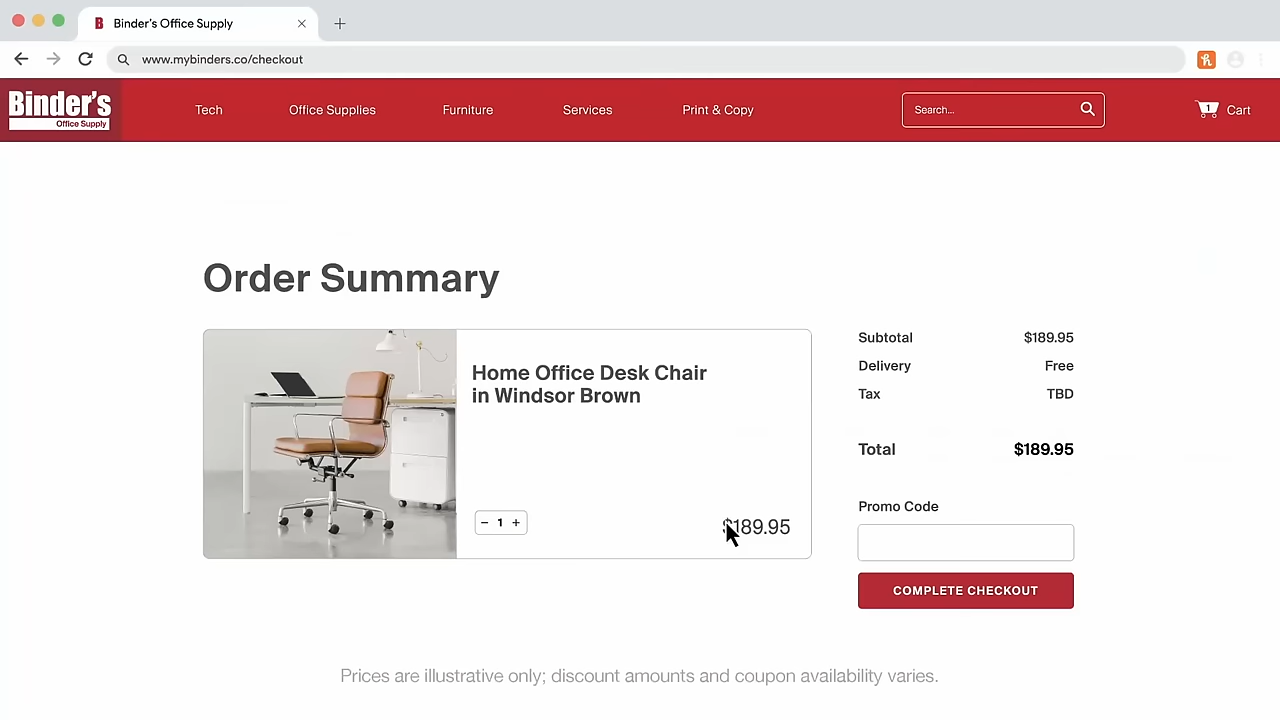 B Binder's Office Supply
www.mybinders.co/checkout
Binder's
Office Supply
Tech Office Supplies Furniture Services Print & Copy Search... 1 Cart
Order Summary
Home Office Desk Chair
in Windsor Brown
− 1 + $189.95
Subtotal $189.95
Delivery Free
Tax TBD
Total $189.95
Promo Code
COMPLETE CHECKOUT
Prices are illustrative only; discount amounts and coupon availability varies.